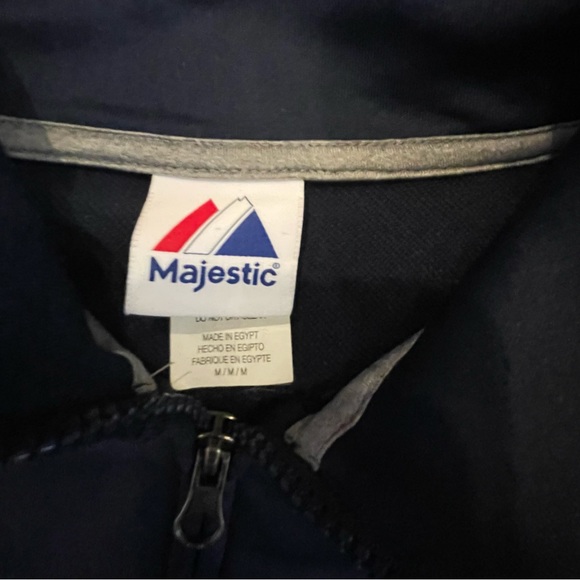 Majestic®
MADE IN EGYPT
HECHO EN EGIPTO
FABRIQUE EN EGYPTE
M / M / M